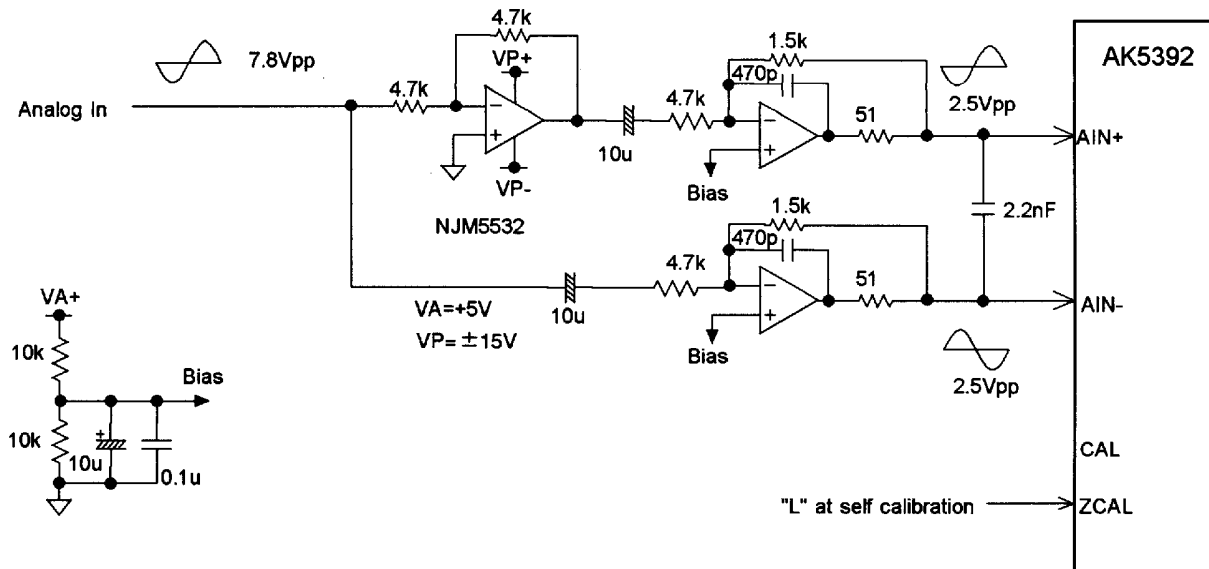 4.7k
1.5k
AK5392
7.8Vpp
VP+
470p
2.5Vpp
4.7k
4.7k
51
Analog In
−
+
−
+
AIN+
10u
Bias
VP-
2.2nF
NJM5532
1.5k
470p
4.7k
51
VA+
VA=+5V
10u
−
+
AIN-
VP= ±15V
Bias
10k
Bias
2.5Vpp
10k
+
10u
0.1u
CAL
"L" at self calibration
ZCAL